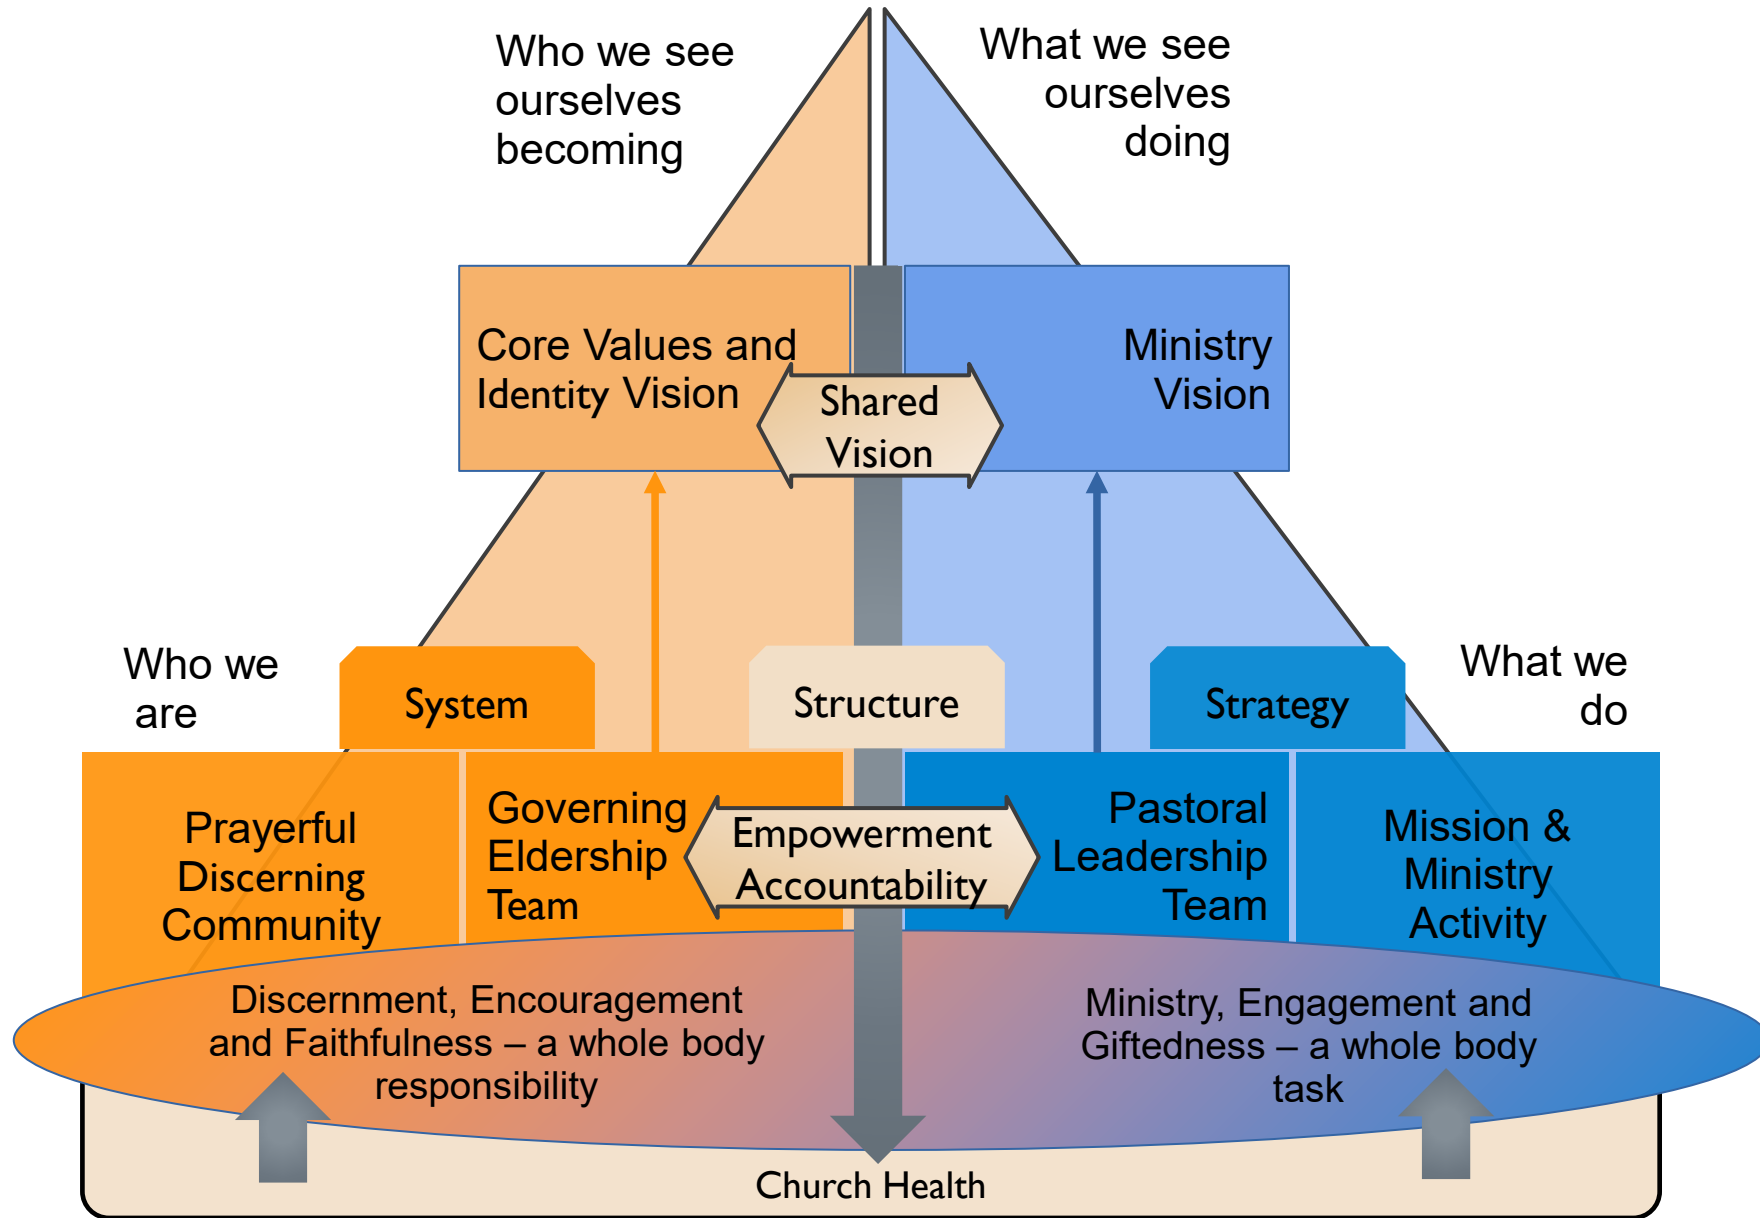 Who we see
ourselves
becoming
What we see
ourselves
doing
Core Values and
Identity Vision
Shared
Vision
Ministry
Vision
Who we
are
System
Structure
Strategy
What we
do
Prayerful
Discerning
Community
Governing
Eldership
Team
Empowerment
Accountability
Pastoral
Leadership
Team
Mission &
Ministry
Activity
Discernment, Encouragement
and Faithfulness – a whole body
responsibility
Ministry, Engagement and
Giftedness – a whole body
task
Church Health